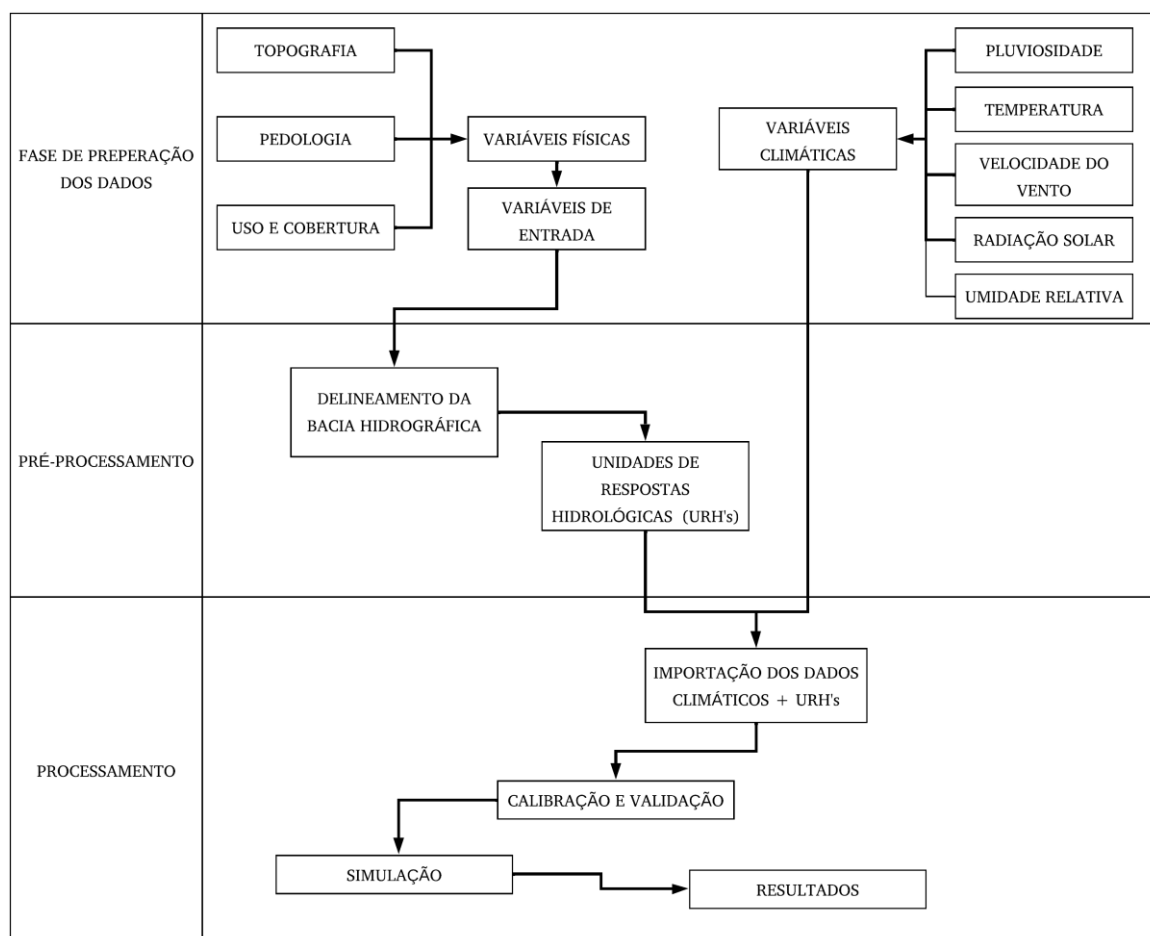 FASE DE PREPERAÇÃO
DOS DADOS
TOPOGRAFIA
PEDOLOGIA
USO E COBERTURA
VARIÁVEIS FÍSICAS
VARIÁVEIS DE
ENTRADA
VARIÁVEIS
CLIMÁTICAS
PLUVIOSIDADE
TEMPERATURA
VELOCIDADE DO
VENTO
RADIAÇÃO SOLAR
UMIDADE RELATIVA
PRÉ-PROCESSAMENTO
DELINEAMENTO DA
BACIA HIDROGRÁFICA
UNIDADES DE
RESPOSTAS
HIDROLÓGICAS (URH's)
PROCESSAMENTO
IMPORTAÇÃO DOS DADOS
CLIMÁTICOS + URH's
CALIBRAÇÃO E VALIDAÇÃO
SIMULAÇÃO
RESULTADOS